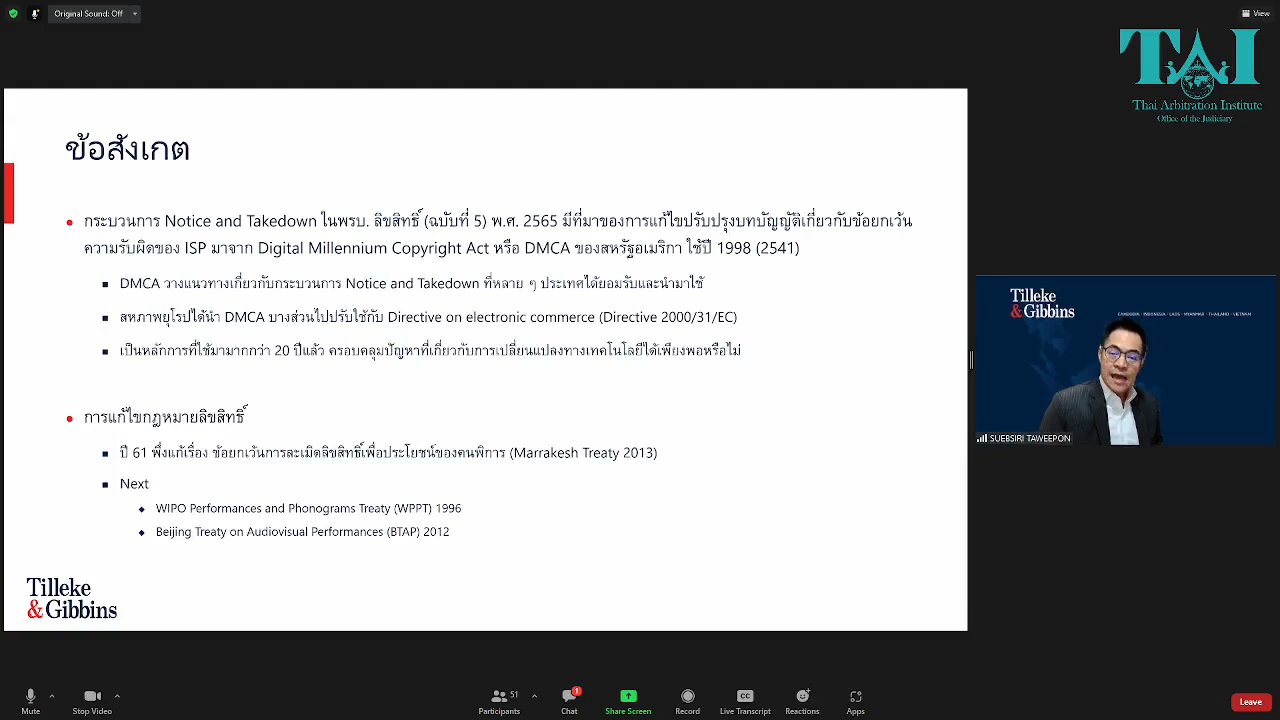 Original Sound: Off
View
TAI
Thai Arbitration Institute
Office of the Judiciary
ข้อสังเกต
• กระบวนการ Notice and Takedown ในพรบ. ลิขสิทธิ์ (ฉบับที่ 5) พ.ศ. 2565 มีที่มาของการแก้ไขปรับปรุงบทบัญญัติเกี่ยวกับข้อยกเว้น
ความรับผิดของ ISP มาจาก Digital Millennium Copyright Act หรือ DMCA ของสหรัฐอเมริกา ใช้ปี 1998 (2541)
▪ DMCA วางแนวทางเกี่ยวกับกระบวนการ Notice and Takedown ที่หลาย ๆ ประเทศได้ยอมรับและนำมาใช้
▪ สหภาพยุโรปได้นำ DMCA บางส่วนไปปรับใช้กับ Directive on electronic commerce (Directive 2000/31/EC)
▪ เป็นหลักการที่ใช้มามากกว่า 20 ปีแล้ว ครอบคลุมปัญหาที่เกี่ยวกับการเปลี่ยนแปลงทางเทคโนโลยีได้เพียงพอหรือไม่
• การแก้ไขกฎหมายลิขสิทธิ์
▪ ปี 61 พึ่งแก้เรื่อง ข้อยกเว้นการละเมิดลิขสิทธิ์เพื่อประโยชน์ของคนพิการ (Marrakesh Treaty 2013)
▪ Next
◆ WIPO Performances and Phonograms Treaty (WPPT) 1996
◆ Beijing Treaty on Audiovisual Performances (BTAP) 2012
Tilleke
& Gibbins
Tilleke
& Gibbins
CAMBODIA · INDONESIA · LAOS · MYANMAR · THAILAND · VIETNAM
SUEBSIRI TAWEEPON
Mute
Stop Video
51
Participants
1
Chat
Share Screen
Record
CC
Live Transcript
Reactions
Apps
Leave